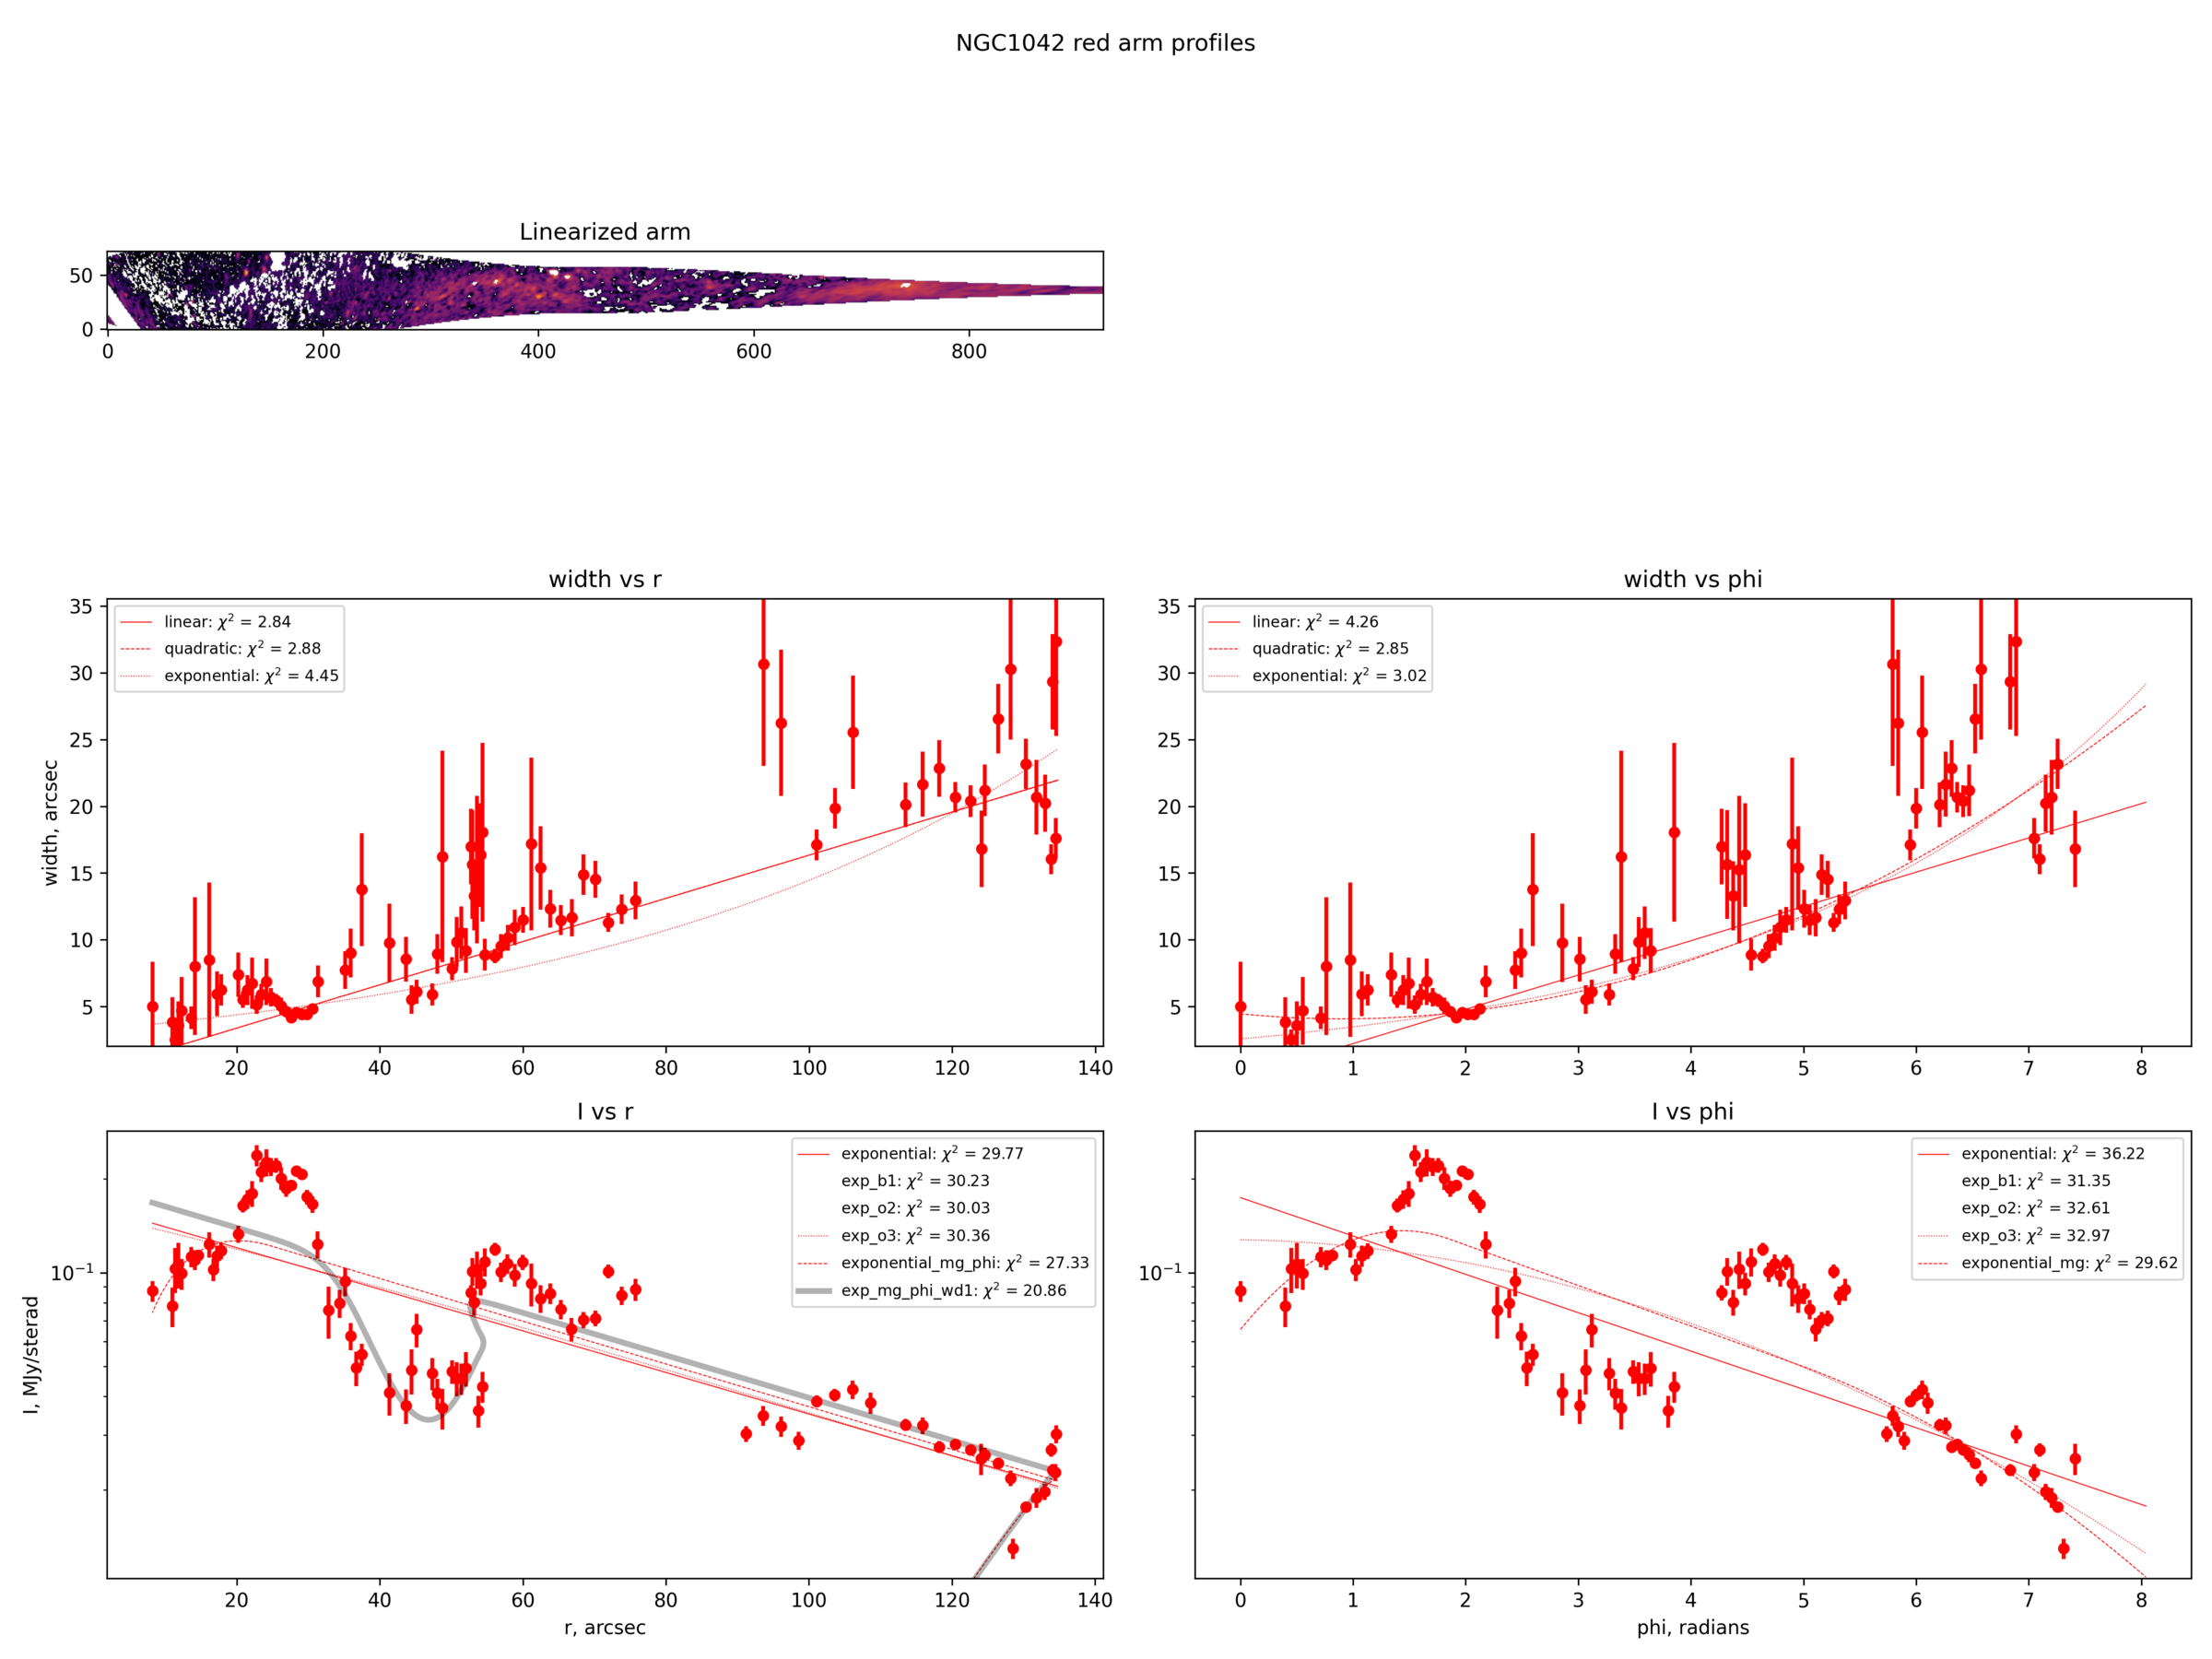 NGC1042 red arm profiles
Linearized arm
50
0
0 200 400 600 800
width vs r
width, arcsec
35
30
25
20
15
10
5
linear: χ² = 2.84
quadratic: χ² = 2.88
exponential: χ² = 4.45
20 40 60 80 100 120 140
width vs phi
35
30
25
20
15
10
5
linear: χ² = 4.26
quadratic: χ² = 2.85
exponential: χ² = 3.02
0 1 2 3 4 5 6 7 8
I vs r
I, MJy/sterad
10⁻¹
exponential: χ² = 29.77
exp_b1: χ² = 30.23
exp_o2: χ² = 30.03
exp_o3: χ² = 30.36
exponential_mg_phi: χ² = 27.33
exp_mg_phi_wd1: χ² = 20.86
20 40 60 80 100 120 140
r, arcsec
I vs phi
10⁻¹
exponential: χ² = 36.22
exp_b1: χ² = 31.35
exp_o2: χ² = 32.61
exp_o3: χ² = 32.97
exponential_mg: χ² = 29.62
0 1 2 3 4 5 6 7 8
phi, radians